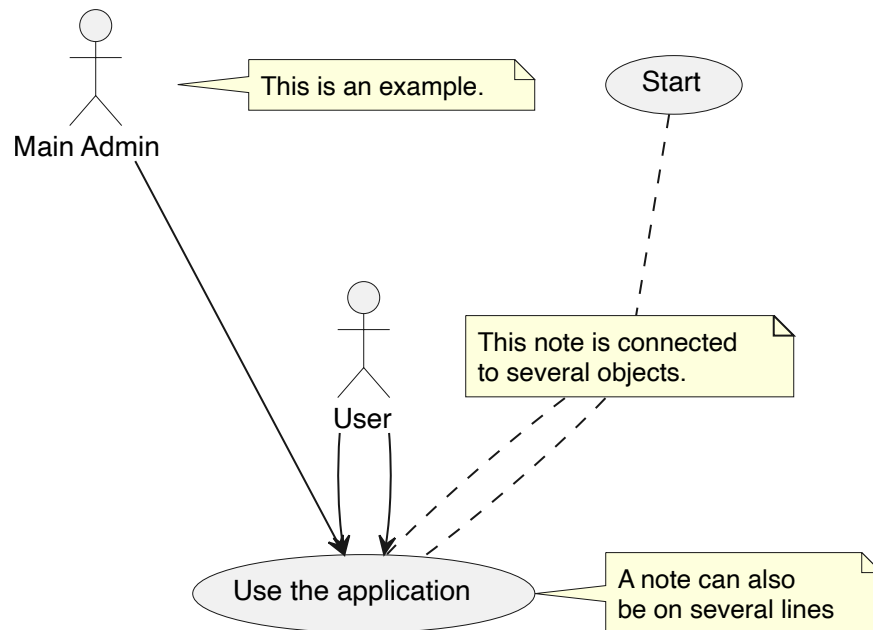 This is an example.
Start
Main Admin
This note is connected
to several objects.
User
Use the application
A note can also
be on several lines